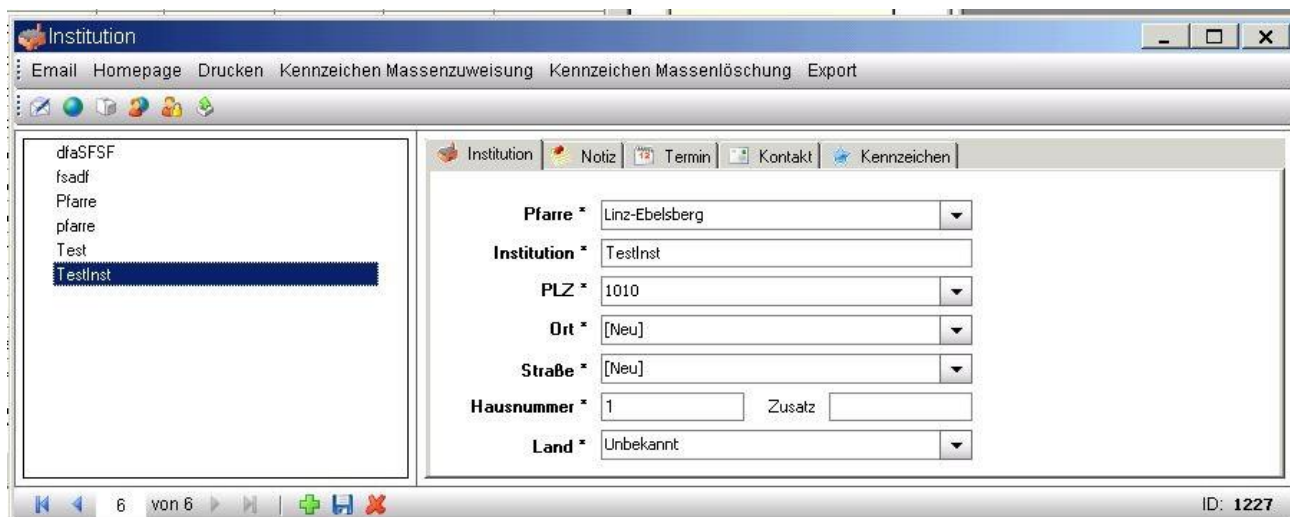 Institution
Email Homepage Drucken Kennzeichen Massenzuweisung Kennzeichen Massenlöschung Export
dfaSFSF
fsadf
Pfarre
pfarre
Test
TestInst
Institution Notiz 12 Termin Kontakt Kennzeichen
Pfarre * Linz-Ebelsberg
Institution * TestInst
PLZ * 1010
Ort * [Neu]
Straße * [Neu]
Hausnummer * 1 Zusatz
Land * Unbekannt
6 von 6 ID: 1227